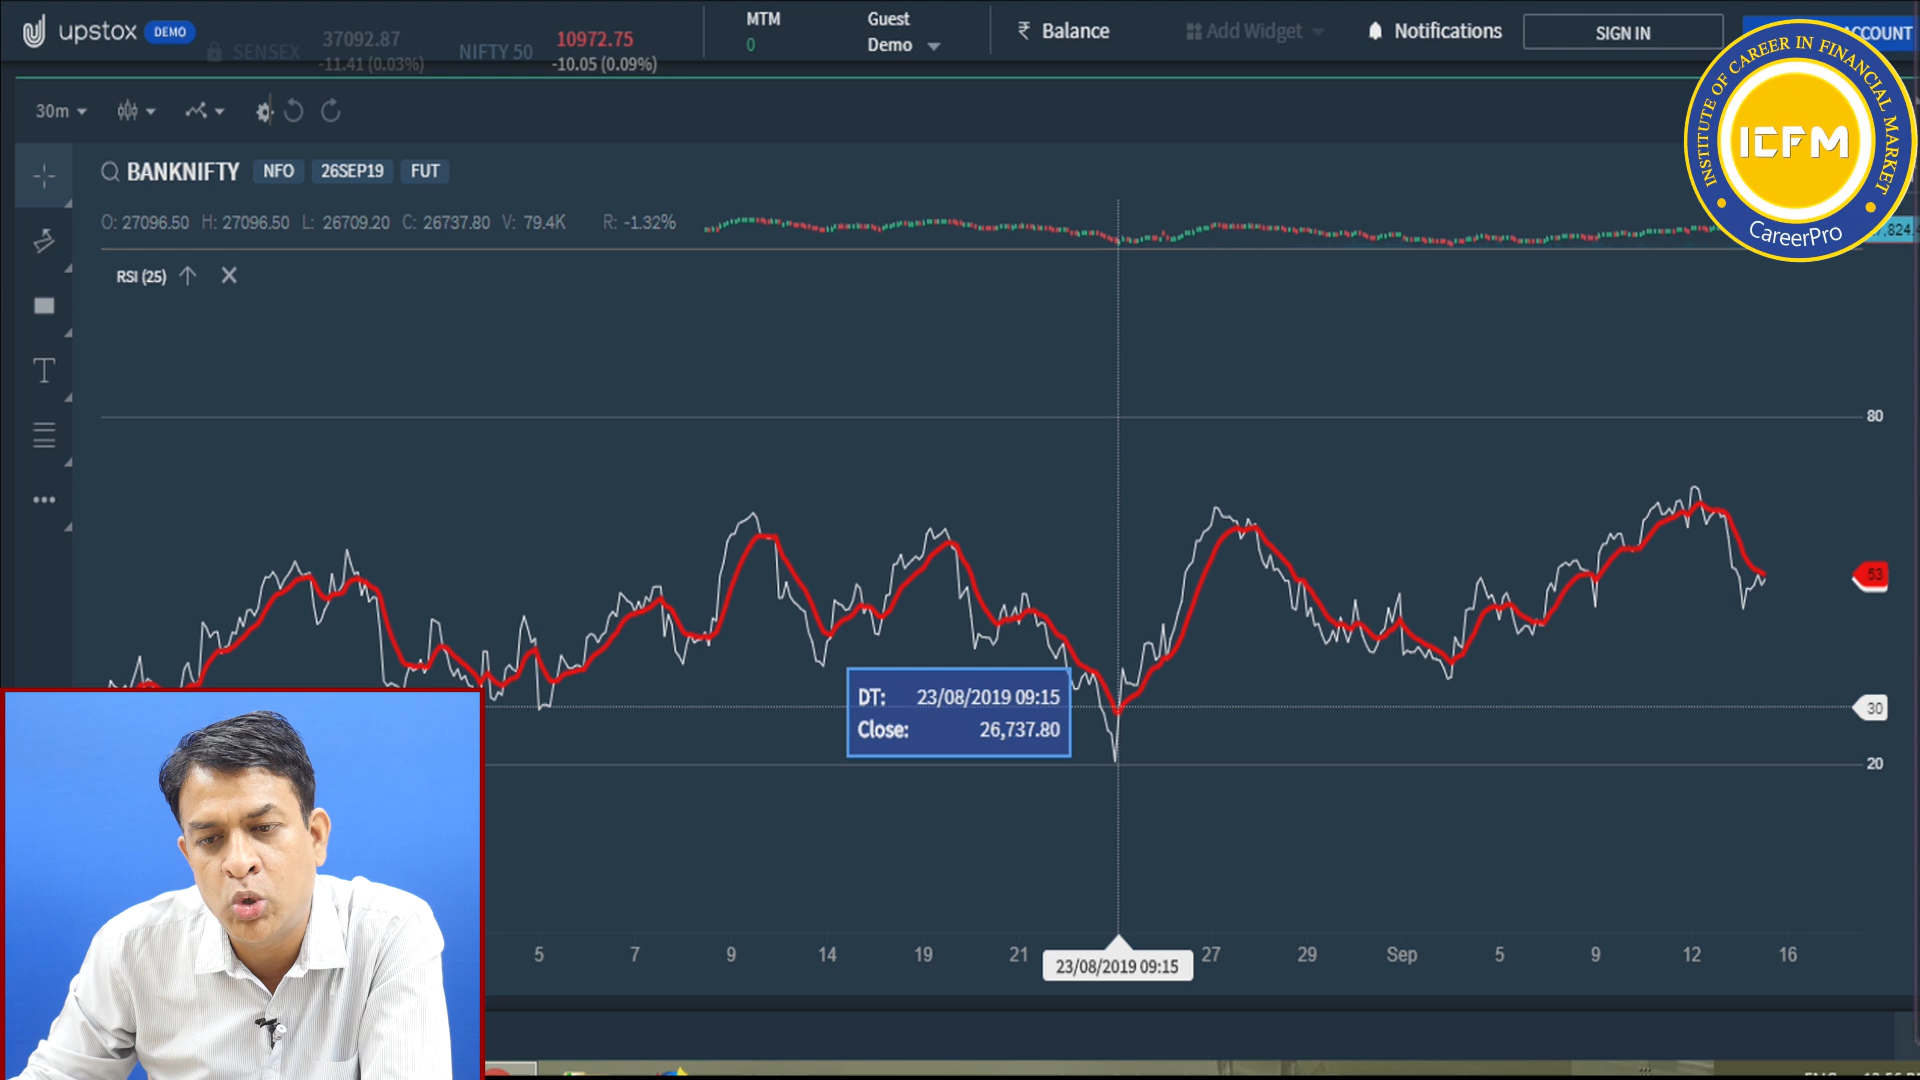 upstox DEMO
SENSEX 37092.87
-11.41 (0.03%)
NIFTY 50 10972.75
-10.05 (0.09%)
MTM
0
Guest
Demo
₹ Balance
Add Widget
Notifications
SIGN IN
30m
INSTITUTE OF CAREER IN FINANCIAL MARKET
ICFM
CareerPro
BANKNIFTY NFO 26SEP19 FUT
O: 27096.50 H: 27096.50 L: 26709.20 C: 26737.80 V: 79.4K R: -1.32%
RSI (25)
80
53
DT: 23/08/2019 09:15
Close: 26,737.80
30
20
5 7 9 14 19 21 27 29 Sep 5 9 12 16
23/08/2019 09:15